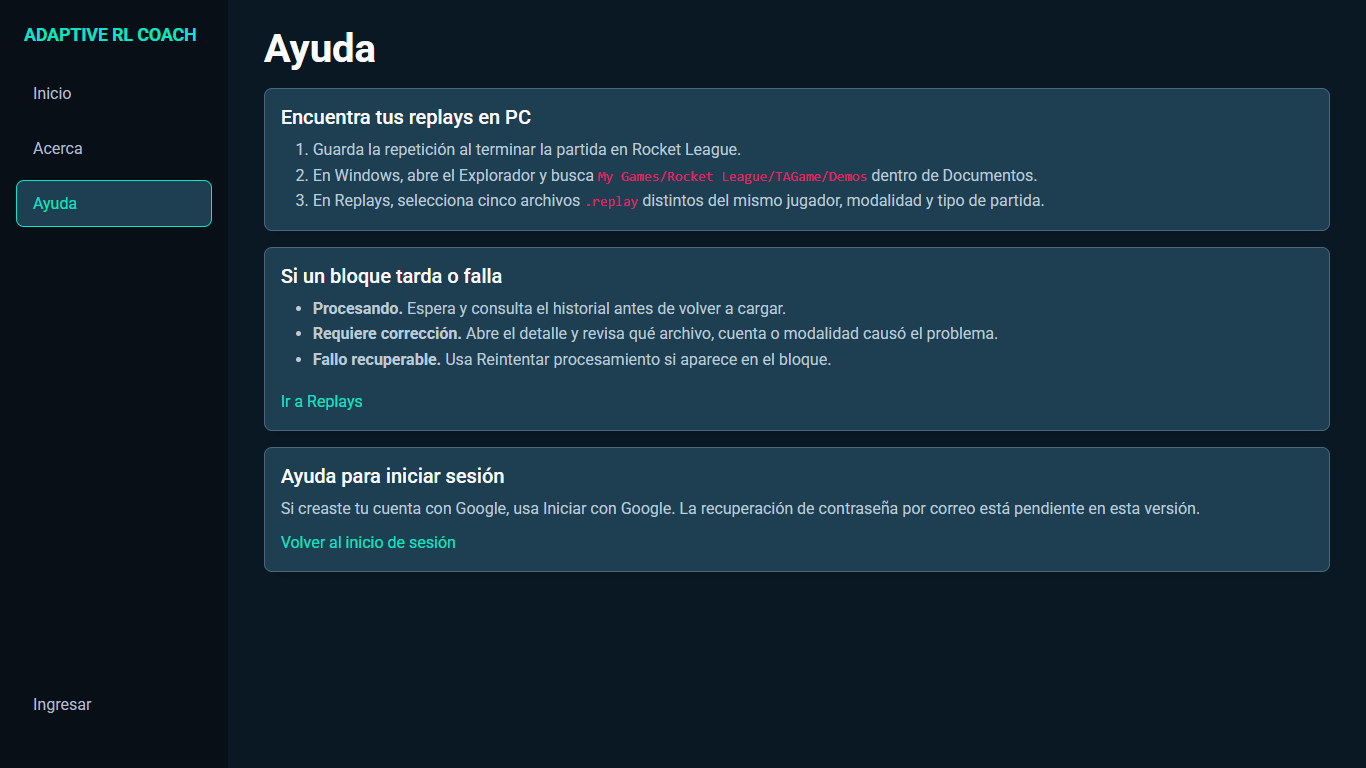 ADAPTIVE RL COACH
Inicio
Acerca
Ayuda
Ingresar
Ayuda
Encuentra tus replays en PC
1. Guarda la repetición al terminar la partida en Rocket League.
2. En Windows, abre el Explorador y busca My Games/Rocket League/TAGame/Demos dentro de Documentos.
3. En Replays, selecciona cinco archivos .replay distintos del mismo jugador, modalidad y tipo de partida.
Si un bloque tarda o falla
• Procesando. Espera y consulta el historial antes de volver a cargar.
• Requiere corrección. Abre el detalle y revisa qué archivo, cuenta o modalidad causó el problema.
• Fallo recuperable. Usa Reintentar procesamiento si aparece en el bloque.
Ir a Replays
Ayuda para iniciar sesión
Si creaste tu cuenta con Google, usa Iniciar con Google. La recuperación de contraseña por correo está pendiente en esta versión.
Volver al inicio de sesión